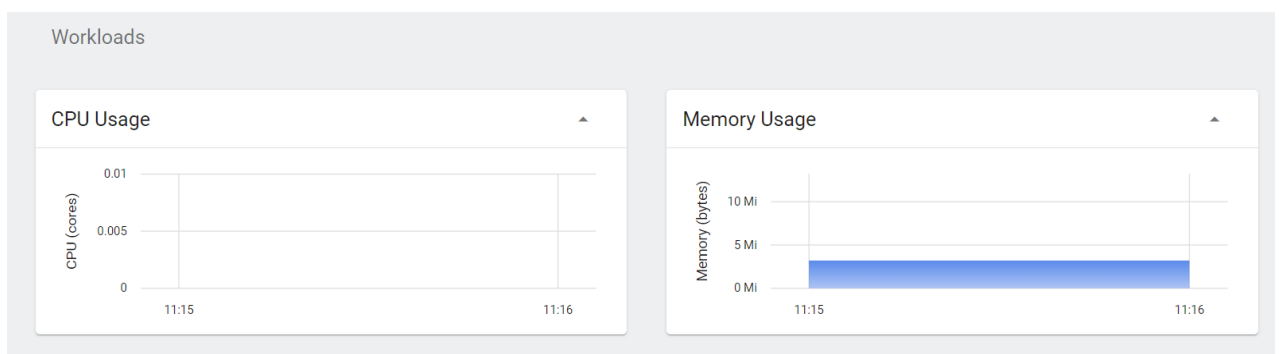 Workloads
CPU Usage
CPU (cores)
0.01
0.005
0
11:15
11:16
Memory Usage
Memory (bytes)
10 Mi
5 Mi
0 Mi
11:15
11:16